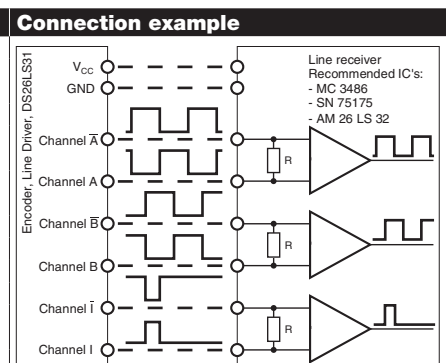 Connection example
Encoder, Line Driver, DS26LS31
V_CC
GND
Channel A̅
Channel A
Channel B̅
Channel B
Channel I̅
Channel I
Line receiver
Recommended IC's:
- MC 3486
- SN 75175
- AM 26 LS 32
R
R
R